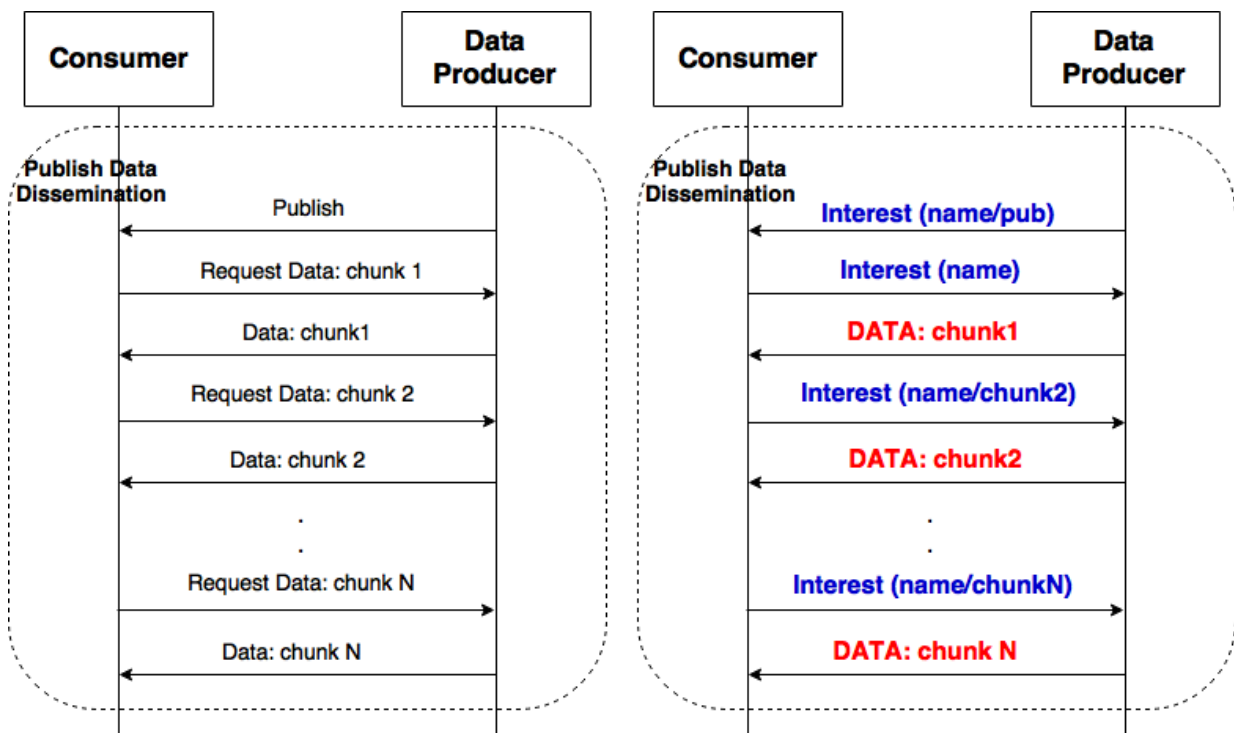 Consumer
Data
Producer
Publish Data
Dissemination
Publish
Request Data: chunk 1
Data: chunk1
Request Data: chunk 2
Data: chunk 2
.
.
Request Data: chunk N
Data: chunk N
Consumer
Data
Producer
Publish Data
Dissemination
Interest (name/pub)
Interest (name)
DATA: chunk1
Interest (name/chunk2)
DATA: chunk2
.
.
Interest (name/chunkN)
DATA: chunk N